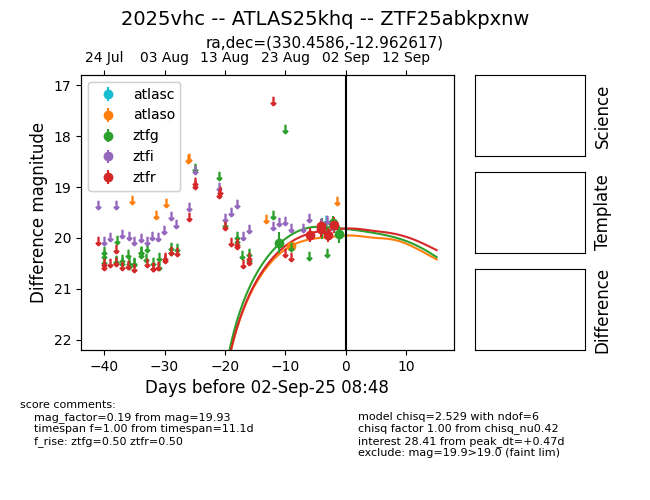 2025vhc -- ATLAS25khq -- ZTF25abkpxnw
ra,dec=(330.4586,-12.962617)
24 Jul 03 Aug 13 Aug 23 Aug 02 Sep 12 Sep
17
18
19
20
21
22
Difference magnitude
atlasc
atlaso
ztfg
ztfi
ztfr
Science
Template
Difference
−40 −30 −20 −10 0 10
Days before 02-Sep-25 08:48
score comments:
mag_factor=0.19 from mag=19.93
timespan f=1.00 from timespan=11.1d
f_rise: ztfg=0.50 ztfr=0.50
model chisq=2.529 with ndof=6
chisq factor 1.00 from chisq_nu0.42
interest 28.41 from peak_dt=+0.47d
exclude: mag=19.9>19.0 (faint lim)